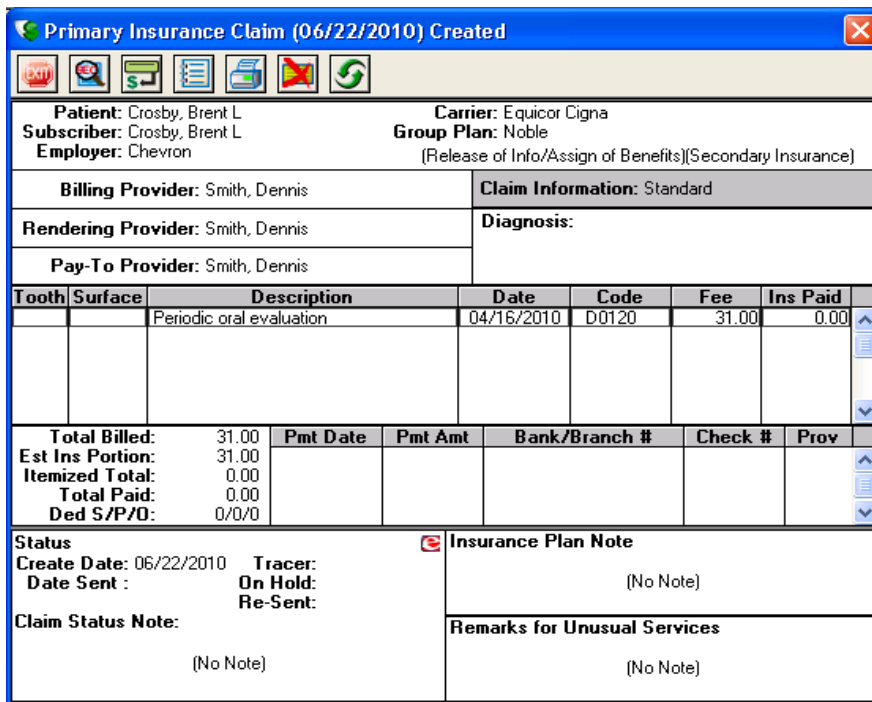 Primary Insurance Claim (06/22/2010) Created
EXIT
Patient: Crosby, Brent L Carrier: Equicor Cigna
Subscriber: Crosby, Brent L Group Plan: Noble
Employer: Chevron (Release of Info/Assign of Benefits)(Secondary Insurance)
Billing Provider: Smith, Dennis Claim Information: Standard
Rendering Provider: Smith, Dennis Diagnosis:
Pay-To Provider: Smith, Dennis
Tooth Surface Description Date Code Fee Ins Paid
Periodic oral evaluation 04/16/2010 D0120 31.00 0.00
Total Billed: 31.00 Pmt Date Pmt Amt Bank/Branch # Check # Prov
Est Ins Portion: 31.00
Itemized Total: 0.00
Total Paid: 0.00
Ded S/P/O: 0/0/0
Status Insurance Plan Note
Create Date: 06/22/2010 Tracer:
Date Sent : On Hold: (No Note)
Re-Sent:
Claim Status Note: Remarks for Unusual Services
(No Note) (No Note)